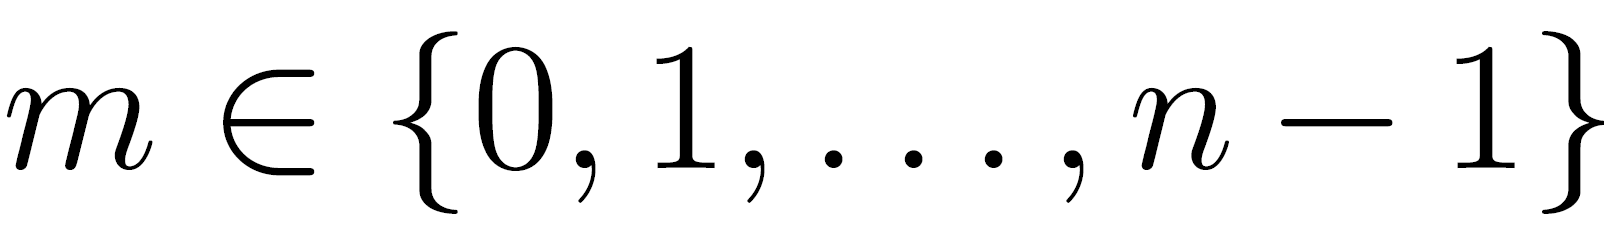 m ∈ {0, 1, . . . , n − 1}